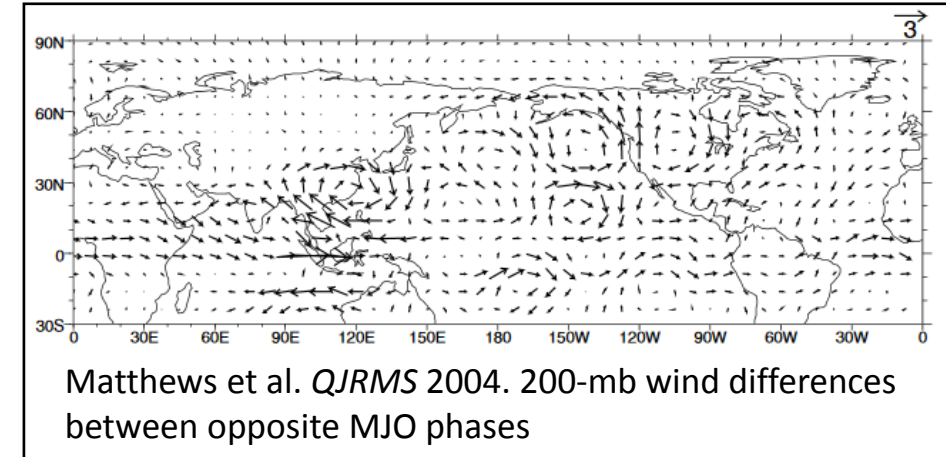 3
90N
60N
30N
0
30S
0 30E 60E 90E 120E 150E 180 150W 120W 90W 60W 30W 0
Matthews et al. QJRMS 2004. 200-mb wind differences
between opposite MJO phases